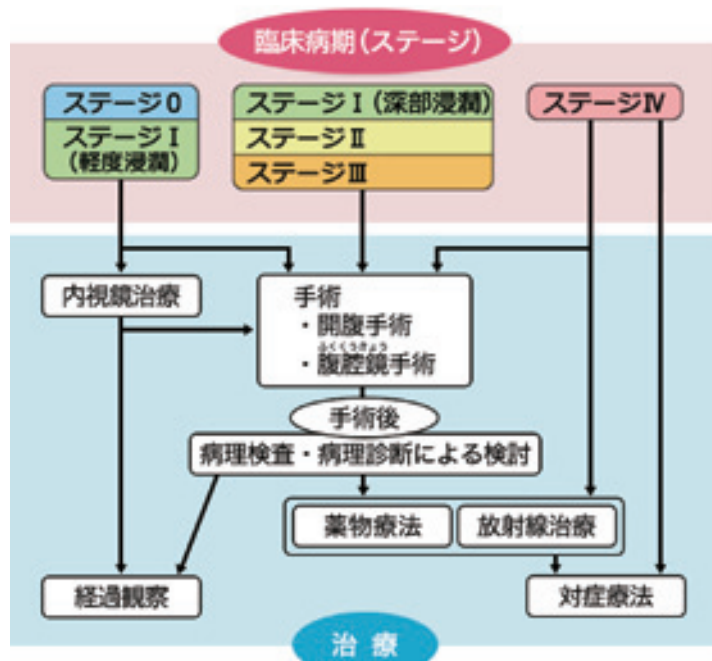 臨床病期(ステージ)
ステージ0
ステージⅠ
(軽度浸潤)
ステージⅠ(深部浸潤)
ステージⅡ
ステージⅢ
ステージⅣ
内視鏡治療
手術
・開腹手術
ふくくうきょう
・腹腔鏡手術
手術後
病理検査・病理診断による検討
薬物療法
放射線治療
経過観察
対症療法
治療